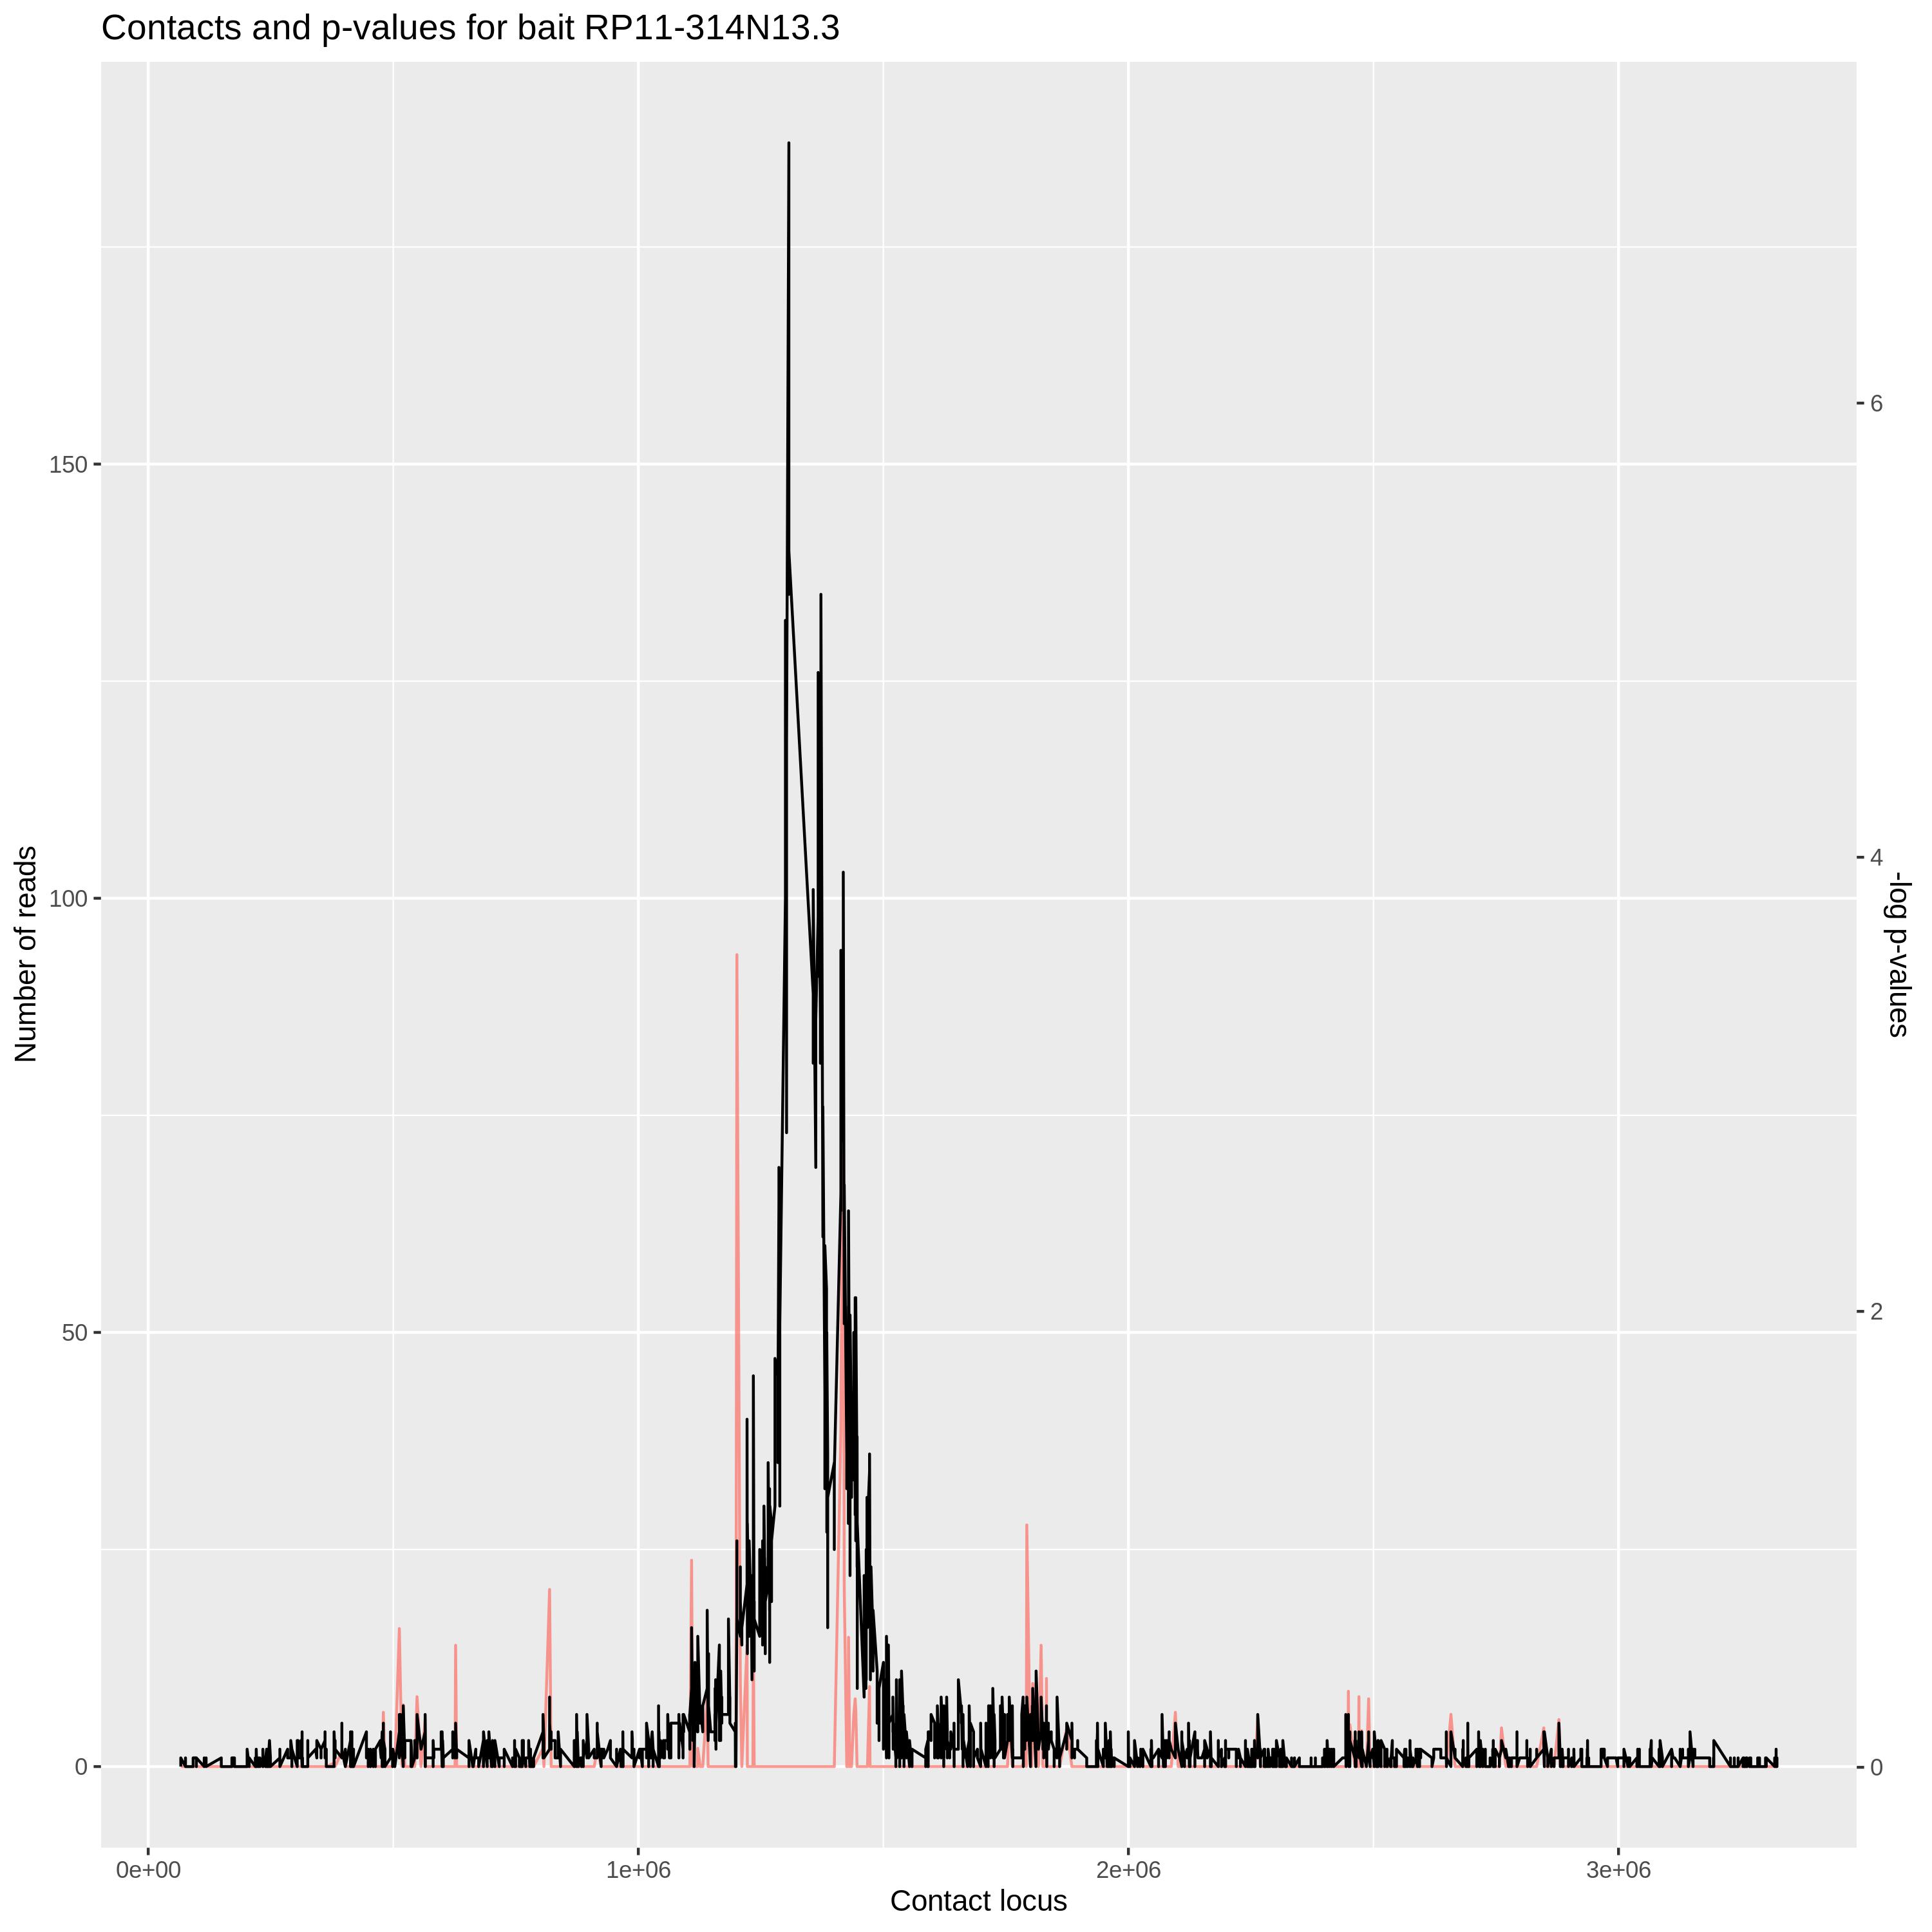 Contacts and p-values for bait RP11-314N13.3
Number of reads
150
100
50
0
6
4
2
0
-log p-values
0e+00
1e+06
2e+06
3e+06
Contact locus